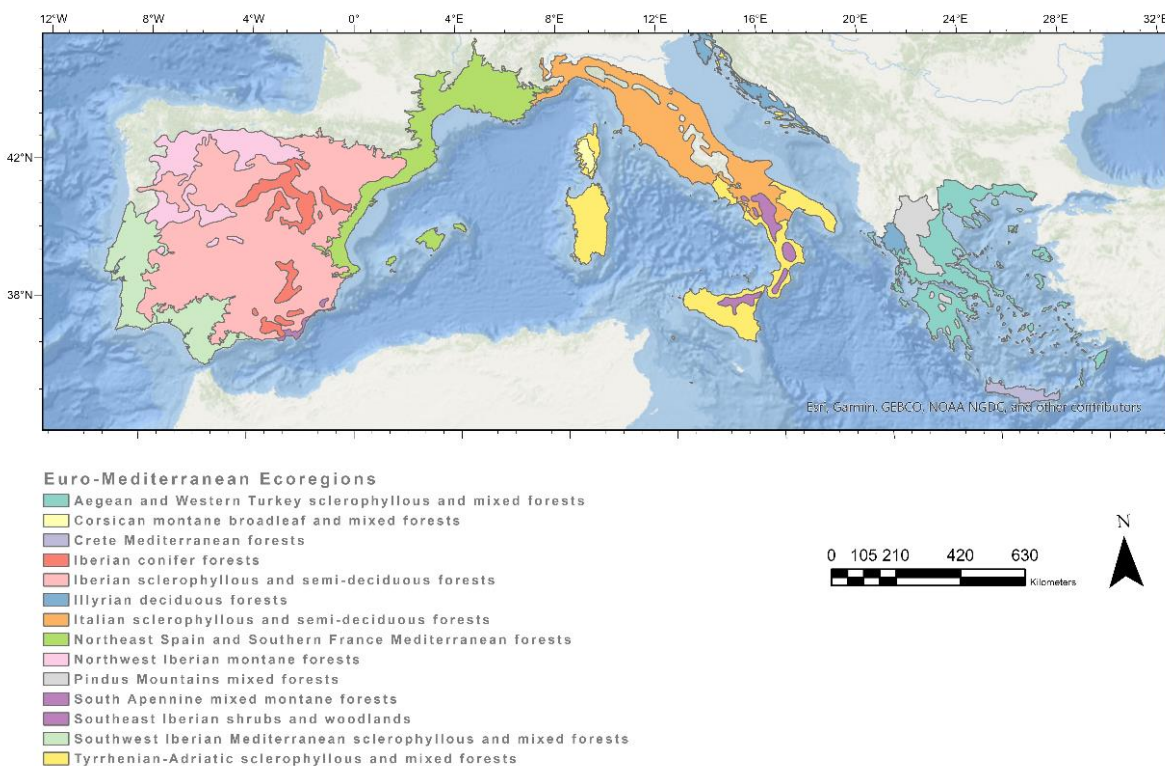 12°W 8°W 4°W 0° 4°E 8°E 12°E 16°E 20°E 24°E 28°E 32°E
42°N
38°N
Esri, Garmin, GEBCO, NOAA NGDC, and other contributors
Euro-Mediterranean Ecoregions
Aegean and Western Turkey sclerophyllous and mixed forests
Corsican montane broadleaf and mixed forests
Crete Mediterranean forests
Iberian conifer forests
Iberian sclerophyllous and semi-deciduous forests
Illyrian deciduous forests
Italian sclerophyllous and semi-deciduous forests
Northeast Spain and Southern France Mediterranean forests
Northwest Iberian montane forests
Pindus Mountains mixed forests
South Apennine mixed montane forests
Southeast Iberian shrubs and woodlands
Southwest Iberian Mediterranean sclerophyllous and mixed forests
Tyrrhenian-Adriatic sclerophyllous and mixed forests
N
0 105 210 420 630
Kilometers